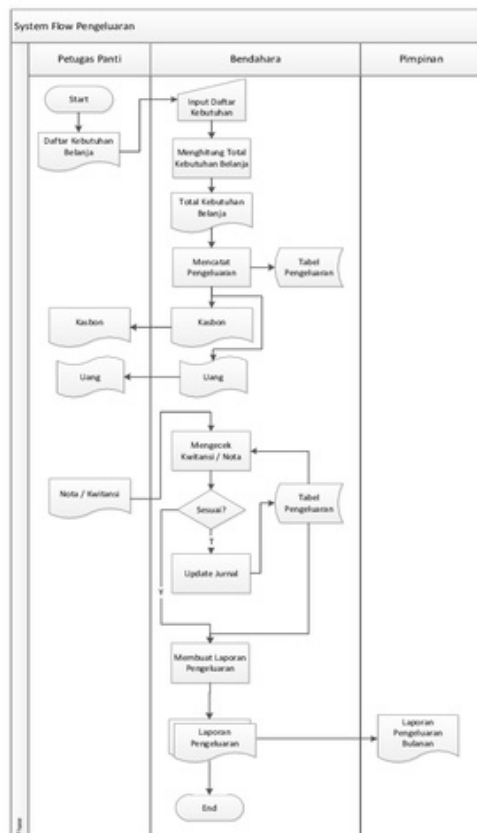 System Flow Pengeluaran
Petugas Panti
Bendahara
Pimpinan
Start
Input Daftar
Kebutuhan
Daftar Kebutuhan
Belanja
Menghitung Total
Kebutuhan Belanja
Total Kebutuhan
Belanja
Mencatat
Pengeluaran
Tabel
Pengeluaran
Kasbon
Kasbon
Uang
Uang
Mengecek
Kwitansi / Nota
Nota / Kwitansi
Sesuai?
Tabel
Pengeluaran
T
Update Jurnal
Y
Membuat Laporan
Pengeluaran
Laporan
Pengeluaran
Laporan
Pengeluaran
Bulanan
End
Phase